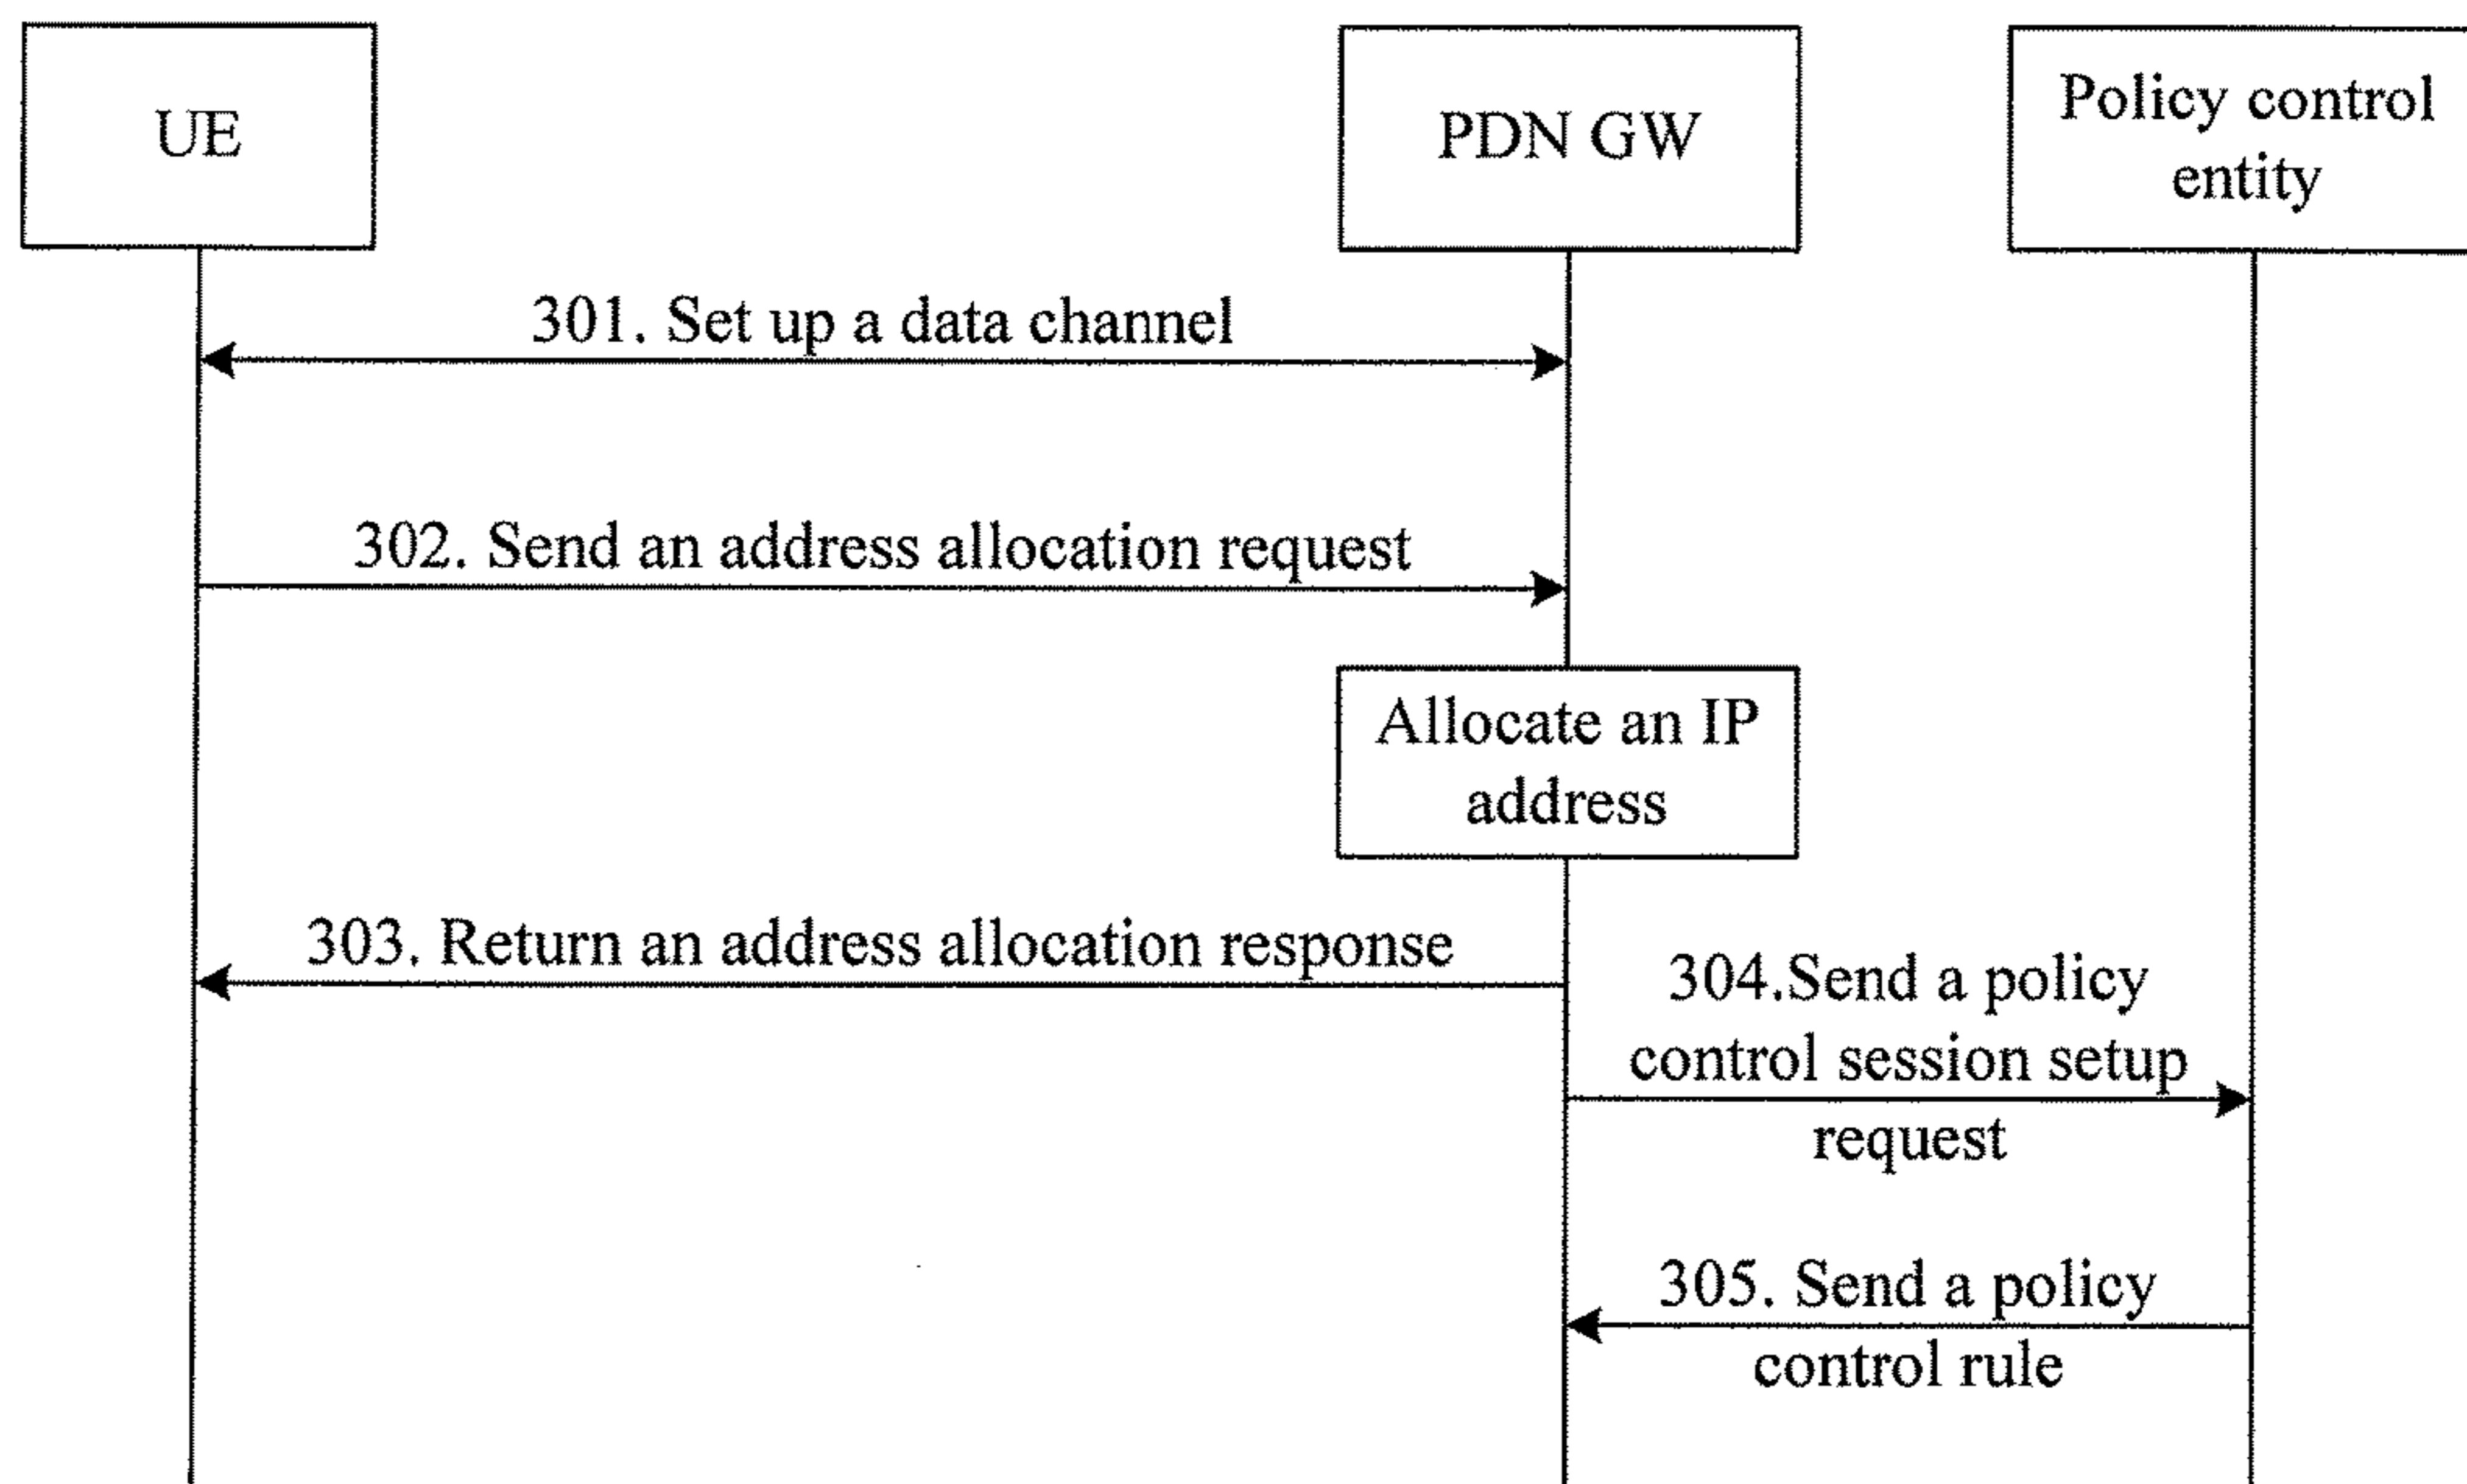 UE
PDN GW
Policy control
entity
301. Set up a data channel
302. Send an address allocation request
Allocate an IP
address
303. Return an address allocation response
304.Send a policy
control session setup
request
305. Send a policy
control rule